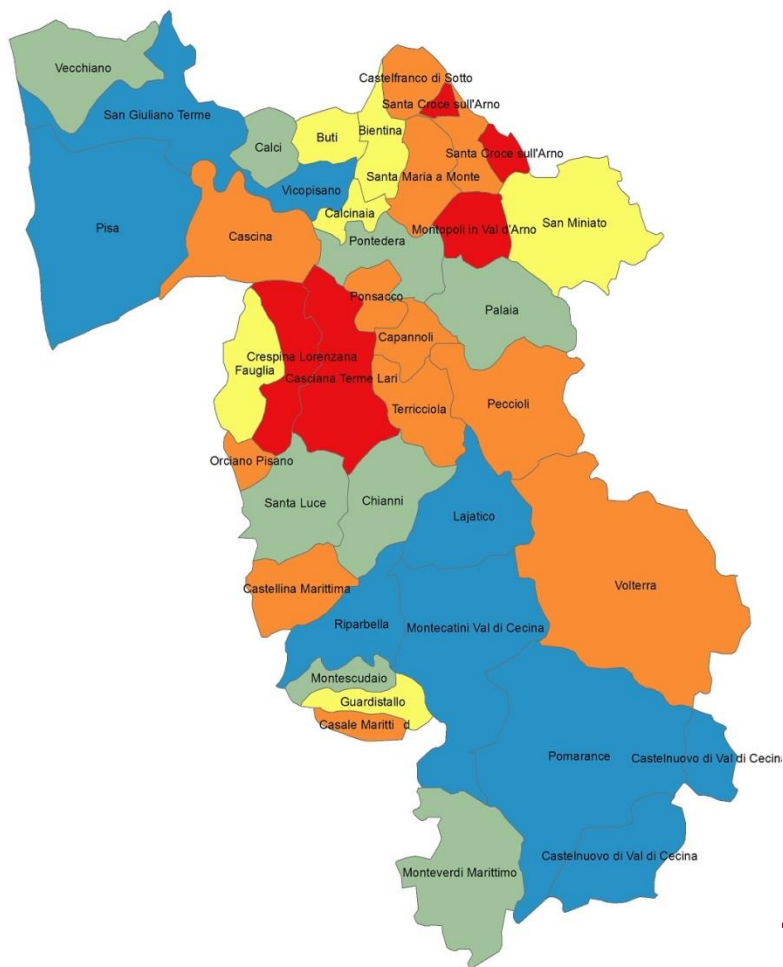 Vecchiano
Castelfranco di Sotto
Santa Croce sull'Arno
San Giuliano Terme
Bientina
Buti
Calci
Santa Croce sull'Arno
Santa Maria a Monte
Vicopisano
Calcinaia
San Miniato
Pisa
Montopoli in Val d'Arno
Cascina
Pontedera
Ponsacco
Palaia
Capannoli
Crespina Lorenzana
Fauglia
Casciana Terme Lari
Peccioli
Terricciola
Orciano Pisano
Santa Luce
Chianni
Lajatico
Castellina Marittima
Volterra
Riparbella
Montecatini Val di Cecina
Montescudaio
Guardistallo
Casale Maritti d
Pomarance
Castelnuovo di Val di Cecina
Castelnuovo di Val di Cecina
Monteverdi Marittimo